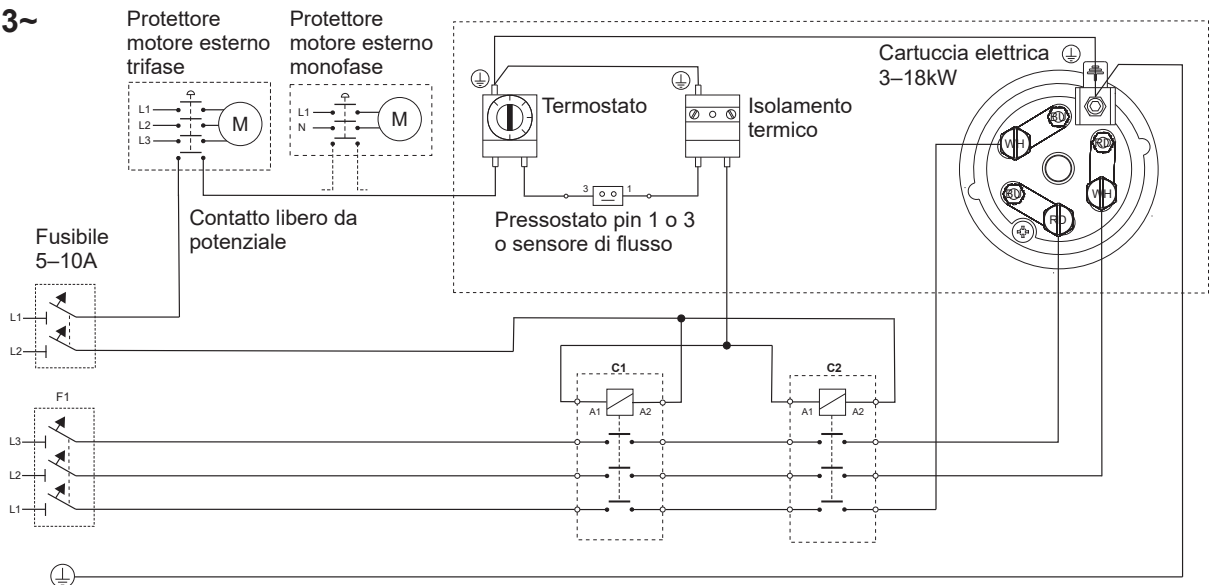 3~
Protettore
motore esterno
trifase
Protettore
motore esterno
monofase
L1
L2
L3
M
L1
N
M
Termostato
Isolamento
termico
Cartuccia elettrica
3–18kW
WH
BU
RD
WH
BU
RD
3 1
Pressostato pin 1 o 3
o sensore di flusso
Contatto libero da
potenziale
Fusibile
5–10A
L1
L2
C1
A1 A2
C2
A1 A2
F1
L3
L2
L1